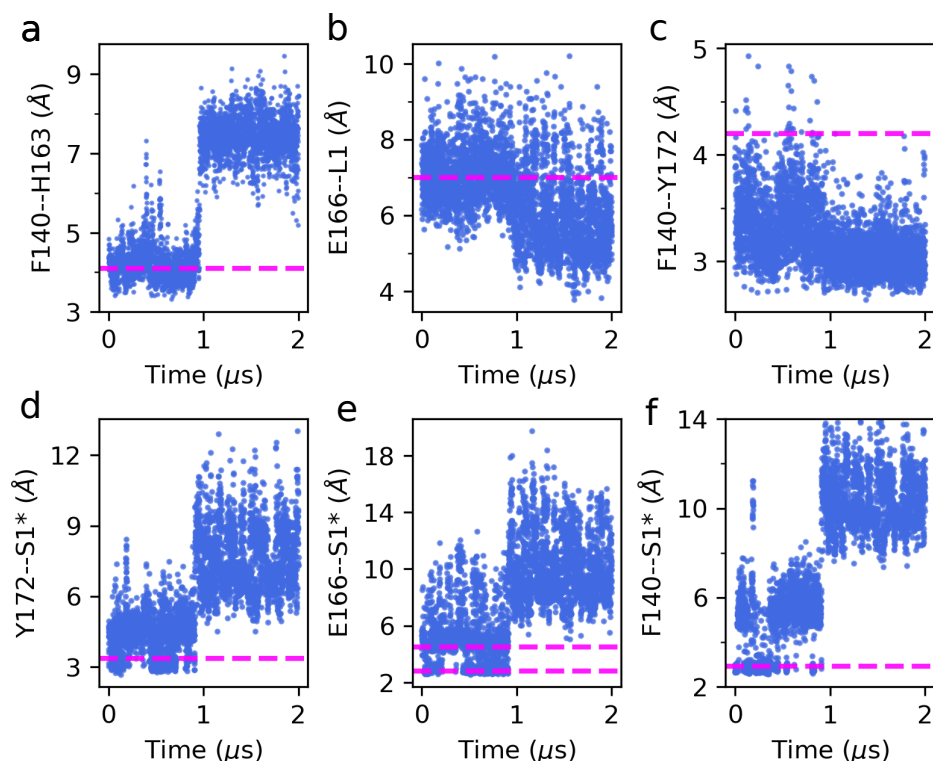 a
b
c
F140--H163 (Å)
9
7
5
3
0
1
2
Time (μs)
E166--L1 (Å)
10
8
6
4
0
1
2
Time (μs)
F140--Y172 (Å)
5
4
3
0
1
2
Time (μs)
d
e
f
Y172--S1* (Å)
12
9
6
3
0
1
2
Time (μs)
E166--S1* (Å)
18
14
10
6
2
0
1
2
Time (μs)
F140--S1* (Å)
14
10
6
2
0
1
2
Time (μs)